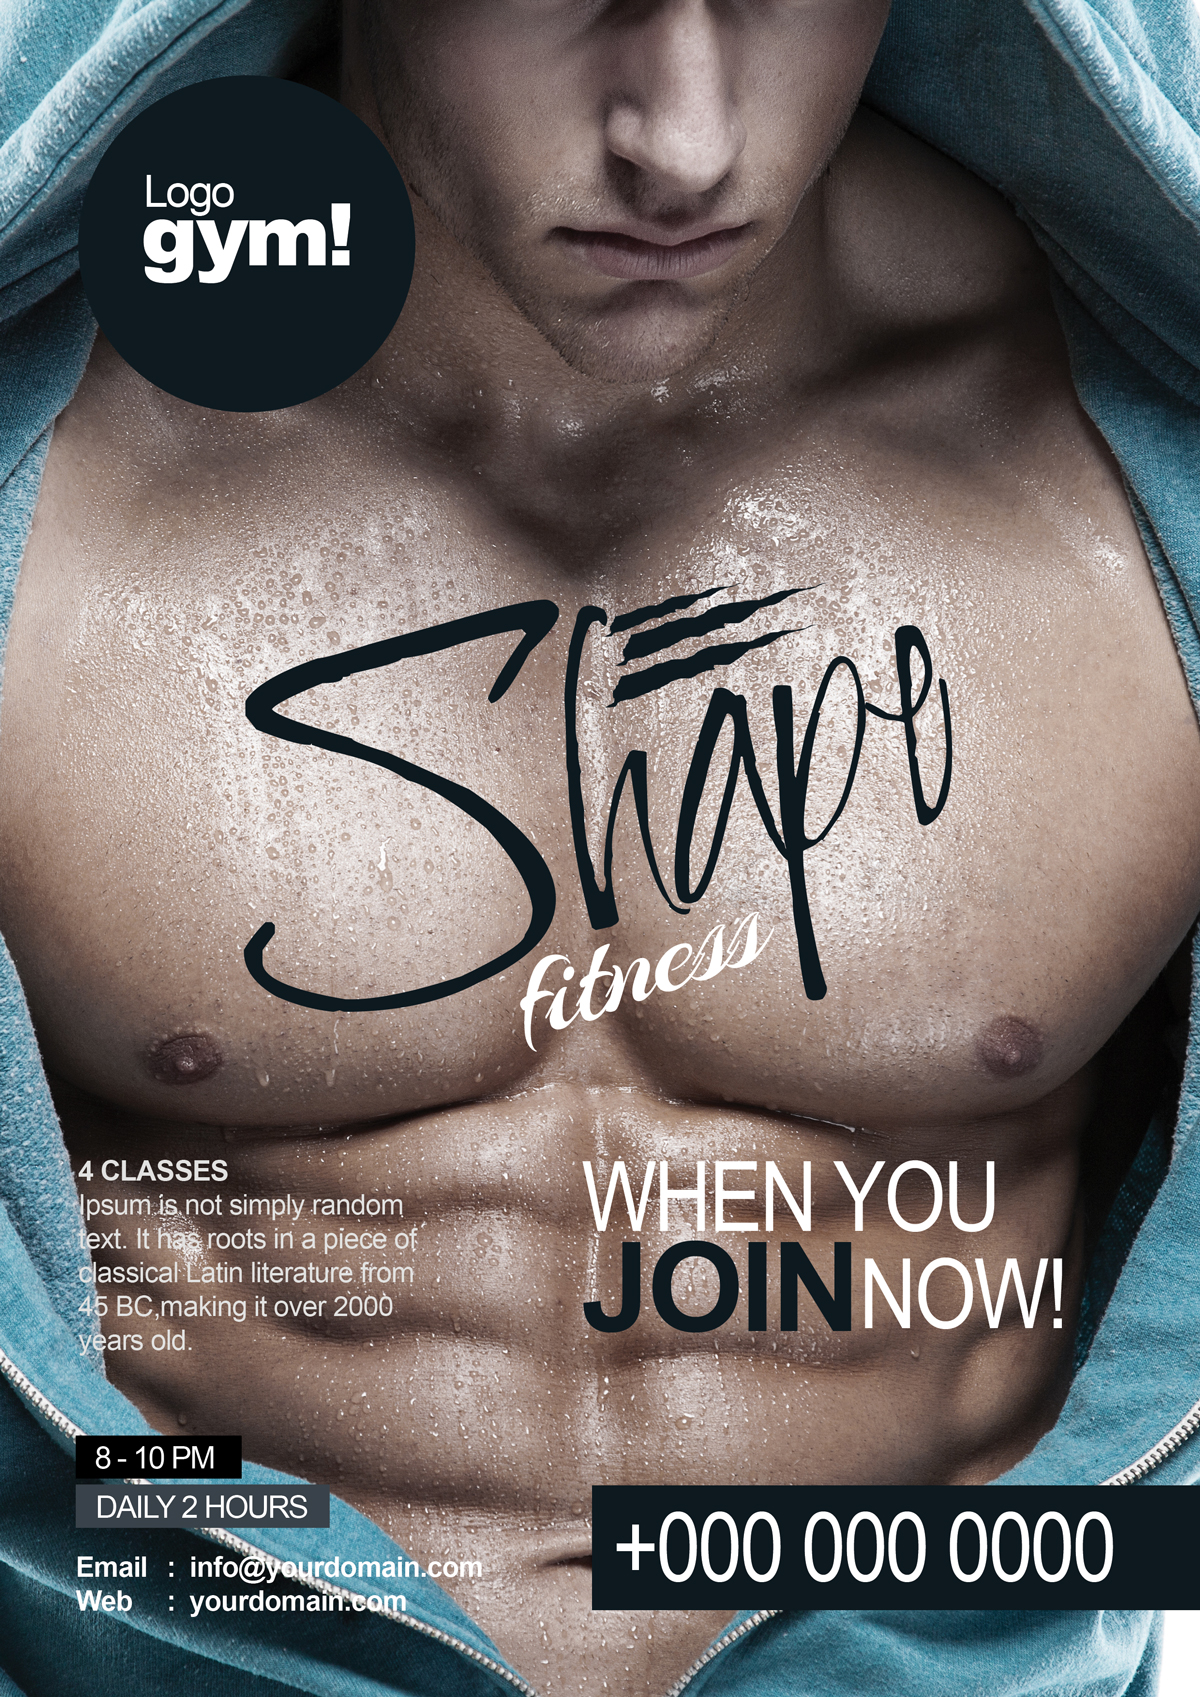 Logo
gym!
Shape
fitness
4 CLASSES
Ipsum is not simply random
text. It has roots in a piece of
classical Latin literature from
45 BC,making it over 2000
years old.
WHEN YOU
JOIN NOW!
8 - 10 PM
DAILY 2 HOURS
Email : info@yourdomain.com
Web : yourdomain.com
+000 000 0000